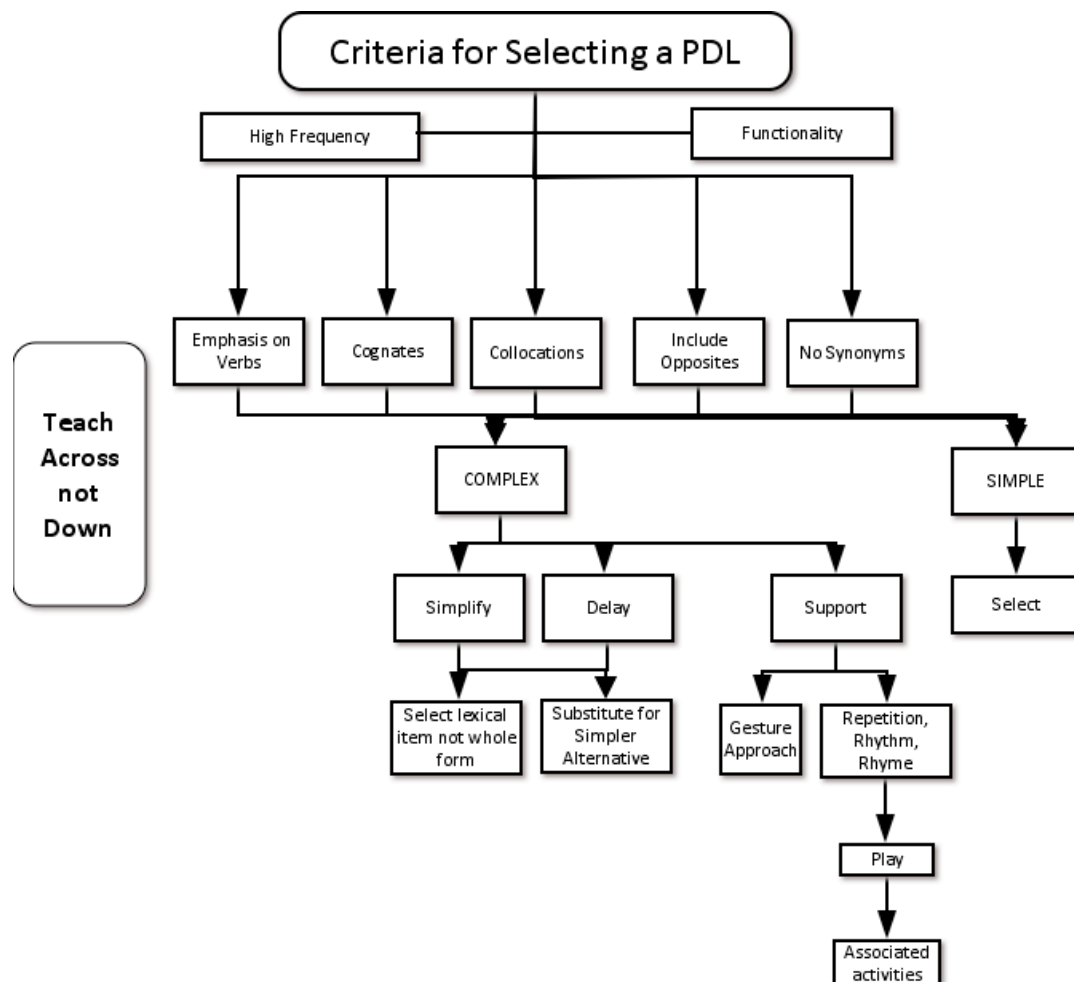 Criteria for Selecting a PDL
High Frequency
Functionality
Emphasis on
Verbs
Cognates
Collocations
Include
Opposites
No Synonyms
Teach
Across
not
Down
COMPLEX
SIMPLE
Simplify
Delay
Support
Select
Select lexical
item not whole
form
Substitute for
Simpler
Alternative
Gesture
Approach
Repetition,
Rhythm,
Rhyme
Play
Associated
activities